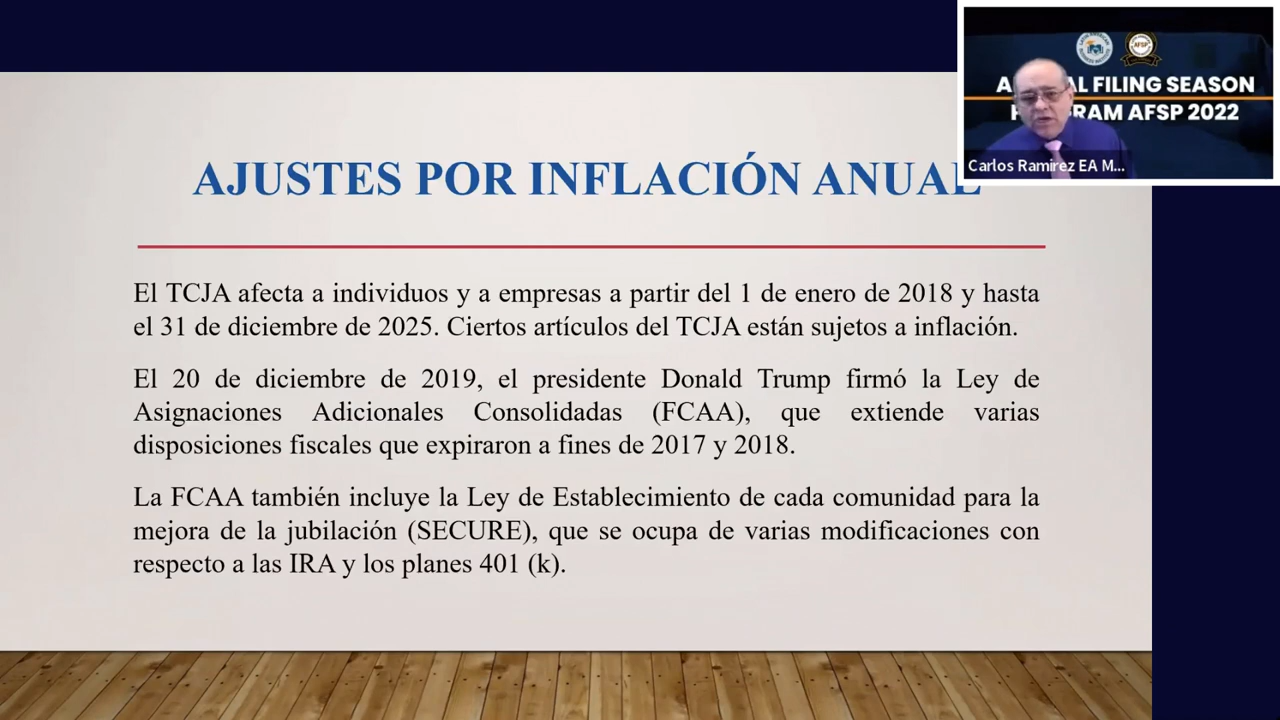 AJUSTES POR INFLACIÓN ANUAL
El TCJA afecta a individuos y a empresas a partir del 1 de enero de 2018 y hasta
el 31 de diciembre de 2025. Ciertos artículos del TCJA están sujetos a inflación.
El 20 de diciembre de 2019, el presidente Donald Trump firmó la Ley de
Asignaciones Adicionales Consolidadas (FCAA), que extiende varias
disposiciones fiscales que expiraron a fines de 2017 y 2018.
La FCAA también incluye la Ley de Establecimiento de cada comunidad para la
mejora de la jubilación (SECURE), que se ocupa de varias modificaciones con
respecto a las IRA y los planes 401 (k).
AFSP
FILING SEASON
AFSP 2022
Carlos Ramirez EA M...